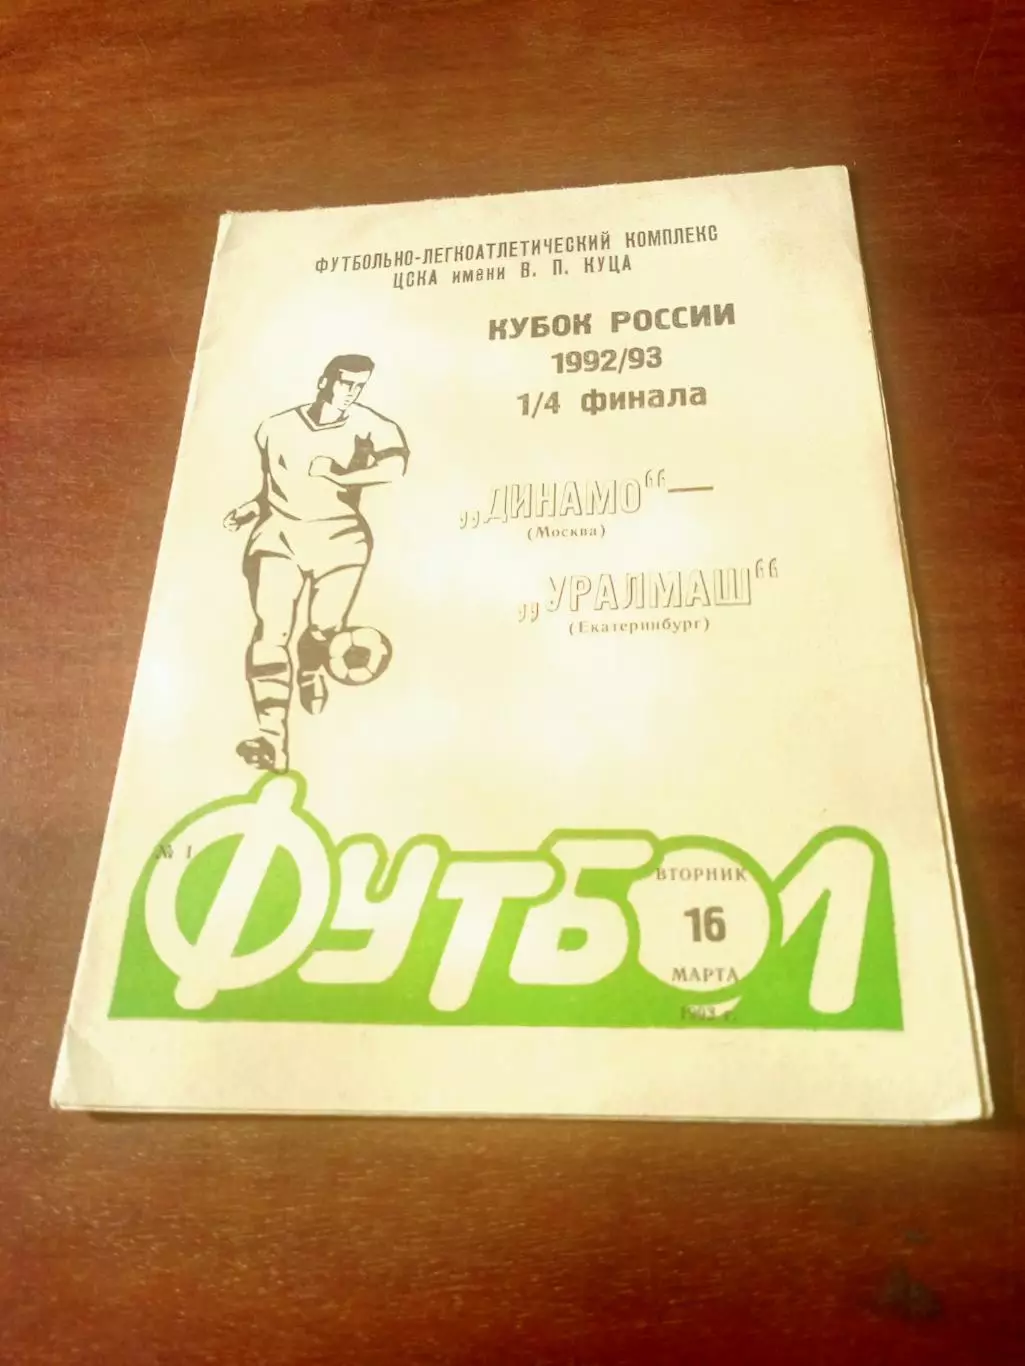 ФУТБОЛЬНО-ЛЕГКОАТЛЕТИЧЕСКИЙ КОМПЛЕКС
ЦСКА имени В. П. КУЦА
КУБОК РОССИИ
1992/93
1/4 финала
„ДИНАМО“ —
(Москва)
„УРАЛМАШ“
(Екатеринбург)
№ 1
ФУТБОЛ
ВТОРНИК
16
МАРТА
1993 г.